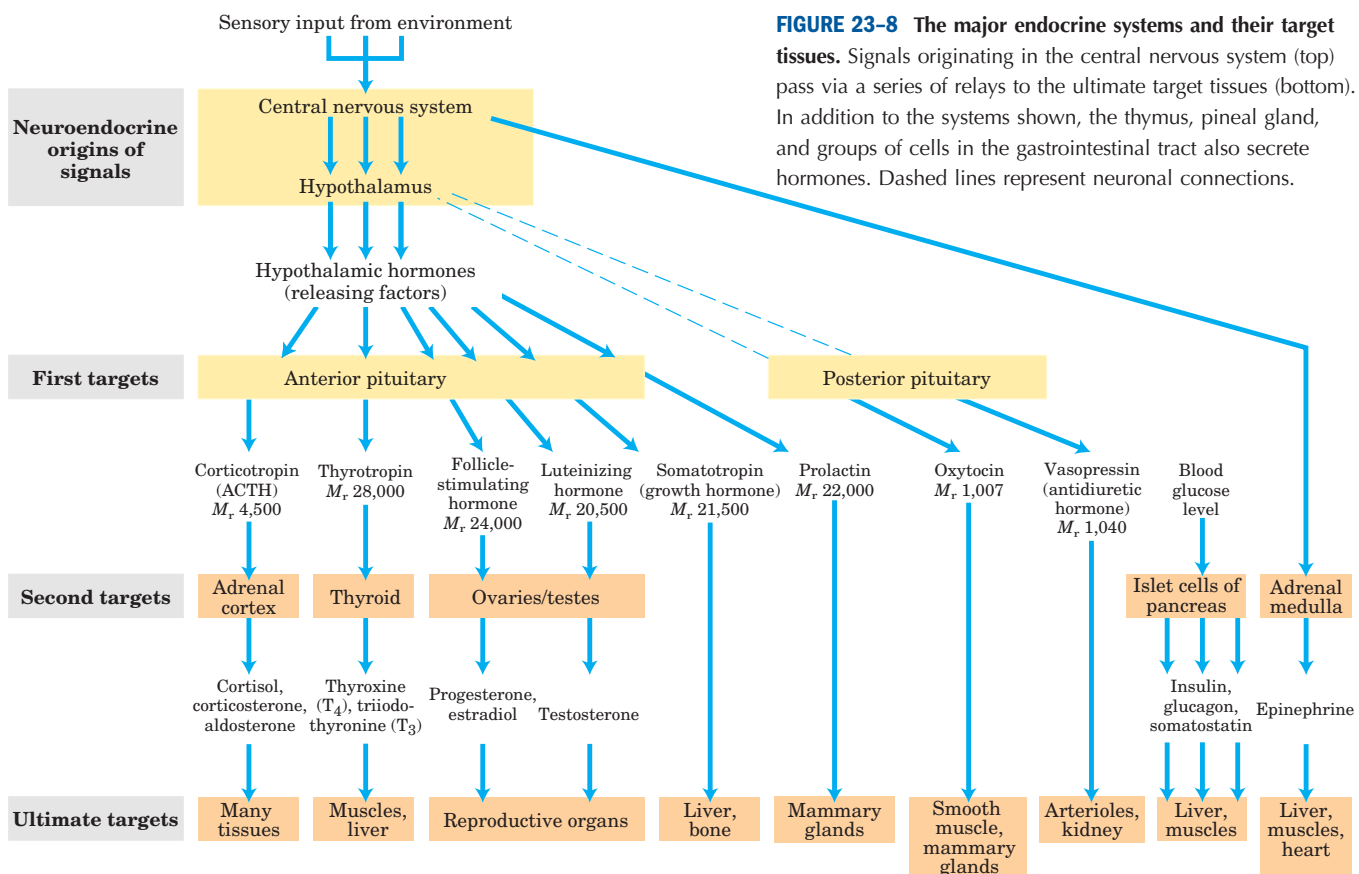 Sensory input from environment
FIGURE 23–8 The major endocrine systems and their target
tissues. Signals originating in the central nervous system (top)
pass via a series of relays to the ultimate target tissues (bottom).
In addition to the systems shown, the thymus, pineal gland,
and groups of cells in the gastrointestinal tract also secrete
hormones. Dashed lines represent neuronal connections.
Neuroendocrine
origins of
signals
Central nervous system
Hypothalamus
Hypothalamic hormones
(releasing factors)
First targets
Anterior pituitary
Posterior pituitary
Corticotropin
(ACTH)
Mr 4,500
Thyrotropin
Mr 28,000
Follicle-
stimulating
hormone
Mr 24,000
Luteinizing
hormone
Mr 20,500
Somatotropin
(growth hormone)
Mr 21,500
Prolactin
Mr 22,000
Oxytocin
Mr 1,007
Vasopressin
(antidiuretic
hormone)
Mr 1,040
Blood
glucose
level
Second targets
Adrenal
cortex
Thyroid
Ovaries/testes
Islet cells of
pancreas
Adrenal
medulla
Cortisol,
corticosterone,
aldosterone
Thyroxine
(T4), triiodo-
thyronine (T3)
Progesterone,
estradiol
Testosterone
Insulin,
glucagon,
somatostatin
Epinephrine
Ultimate targets
Many
tissues
Muscles,
liver
Reproductive organs
Liver,
bone
Mammary
glands
Smooth
muscle,
mammary
glands
Arterioles,
kidney
Liver,
muscles
Liver,
muscles,
heart